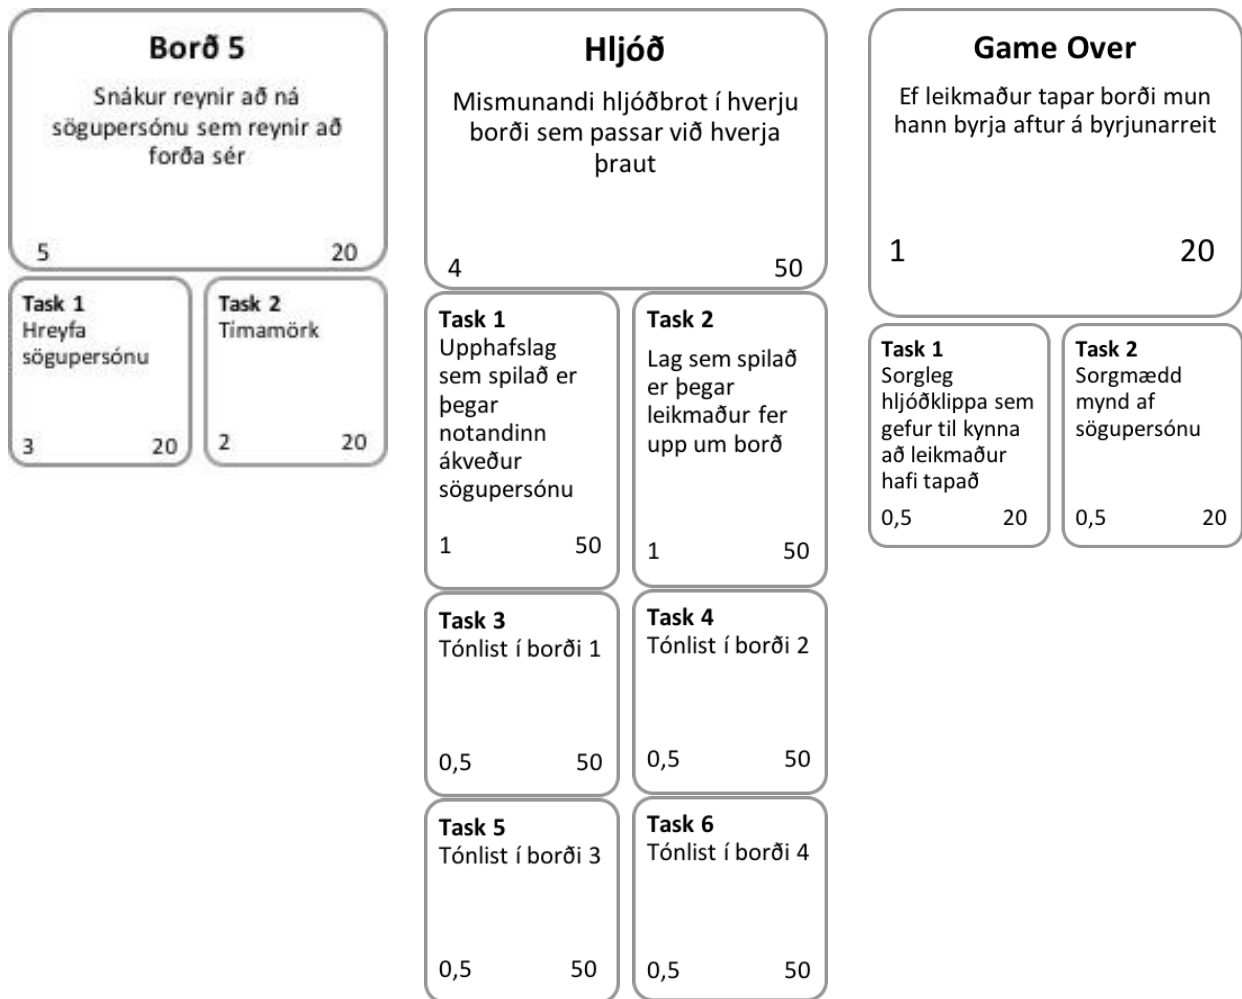 Borð 5
Snákur reynir að ná
sögupersónu sem reynir að
forða sér
5 20
Task 1
Hreyfa
sögupersónu
3 20
Task 2
Tímamörk
2 20
Hljóð
Mismunandi hljóðbrot í hverju
borði sem passar við hverja
þraut
4 50
Task 1
Upphafslag
sem spilað er
þegar
notandinn
ákveður
sögupersónu
1 50
Task 2
Lag sem spilað
er þegar
leikmaður fer
upp um borð
1 50
Task 3
Tónlist í borði 1
0,5 50
Task 4
Tónlist í borði 2
0,5 50
Task 5
Tónlist í borði 3
0,5 50
Task 6
Tónlist í borði 4
0,5 50
Game Over
Ef leikmaður tapar borði mun
hann byrja aftur á byrjunarreit
1 20
Task 1
Sorgleg
hljóðklippa sem
gefur til kynna
að leikmaður
hafi tapað
0,5 20
Task 2
Sorgmædd
mynd af
sögupersónu
0,5 20